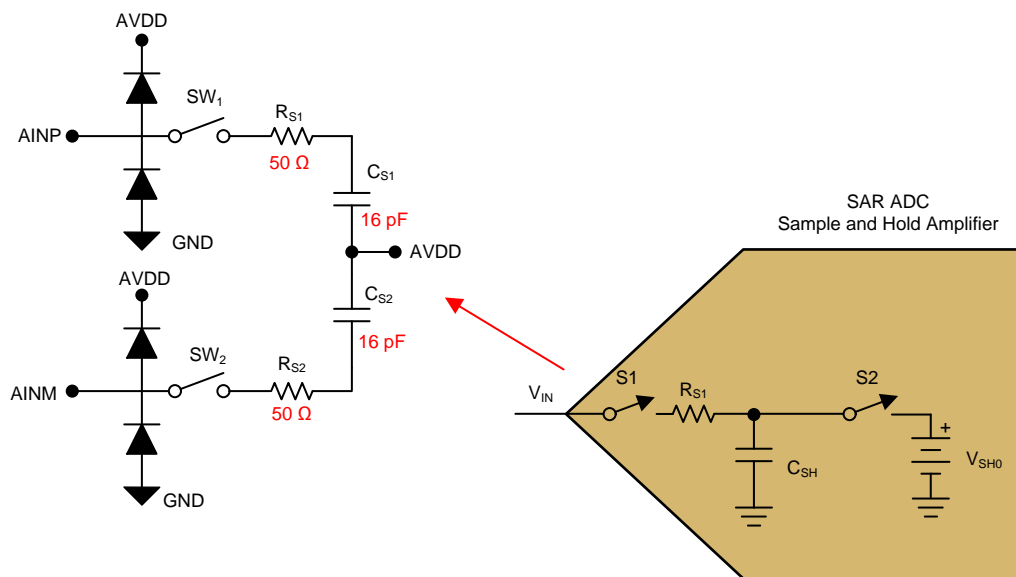 AVDD
SW1
RS1
AINP
50 Ω
CS1
16 pF
GND
AVDD
AVDD
CS2
16 pF
SW2
RS2
AINM
50 Ω
GND
SAR ADC
Sample and Hold Amplifier
VIN
S1
RS1
S2
CSH
+
VSH0